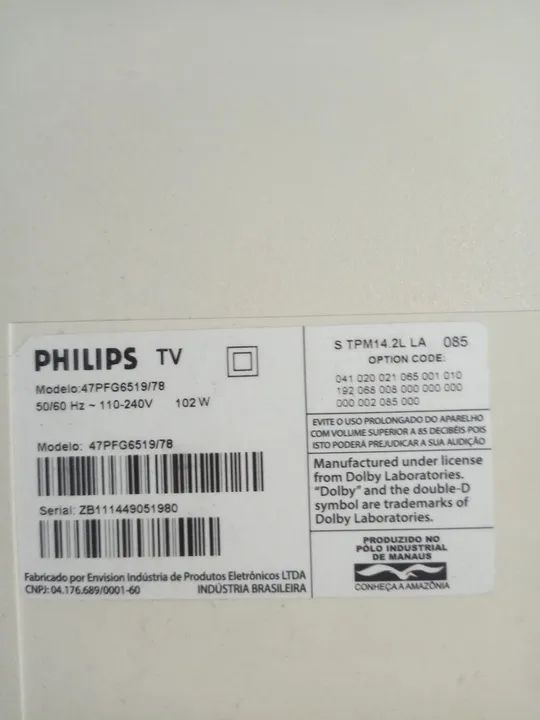 PHILIPS TV
Modelo:47PFG6519/78
50/60 Hz ~ 110-240V 102 W
Modelo: 47PFG6519/78
Serial: ZB111449051980
Fabricado por Envision Indústria de Produtos Eletrônicos LTDA
CNPJ: 04.176.689/0001-60 INDÚSTRIA BRASILEIRA
S TPM14.2L LA 085
OPTION CODE:
041 020 021 065 001 010
192 068 008 000 000 000
000 002 085 000
EVITE O USO PROLONGADO DO APARELHO
COM VOLUME SUPERIOR A 85 DECIBÉIS POIS
ISTO PODERÁ PREJUDICAR A SUA AUDIÇÃO
Manufactured under license
from Dolby Laboratories.
"Dolby" and the double-D
symbol are trademarks of
Dolby Laboratories.
PRODUZIDO NO
PÓLO INDUSTRIAL
DE MANAUS
CONHEÇA A AMAZÔNIA